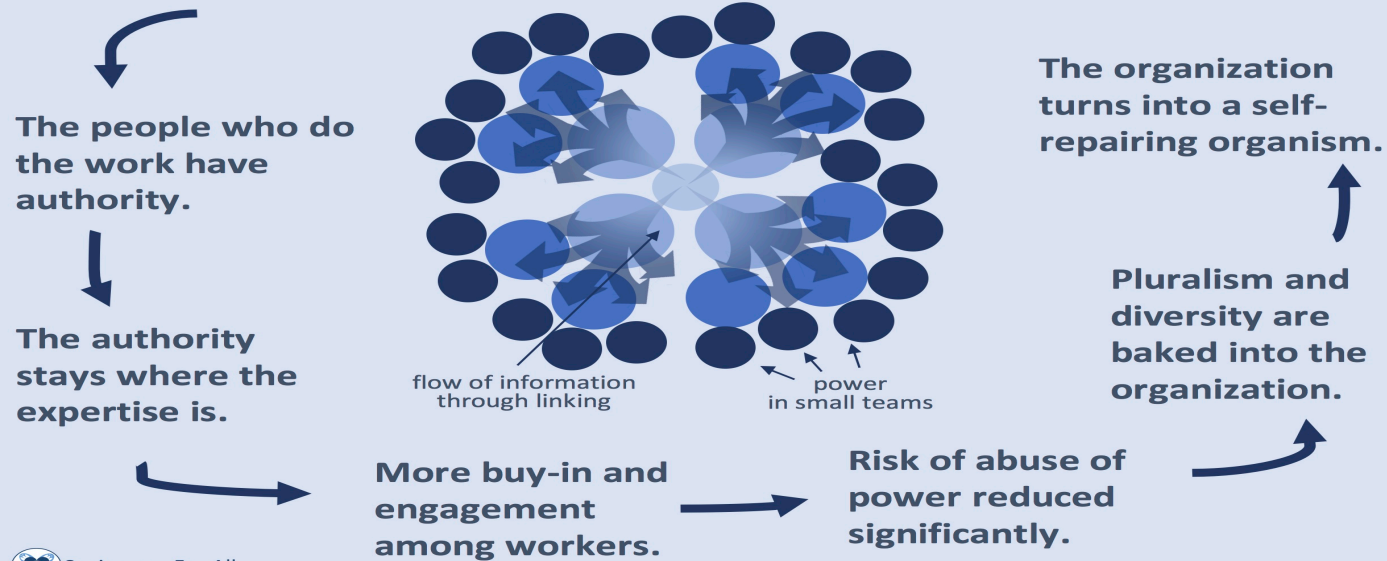 The people who do
the work have
authority.
The authority
stays where the
expertise is.
More buy-in and
engagement
among workers.
Risk of abuse of
power reduced
significantly.
Pluralism and
diversity are
baked into the
organization.
The organization
turns into a self-
repairing organism.
flow of information
through linking
power
in small teams